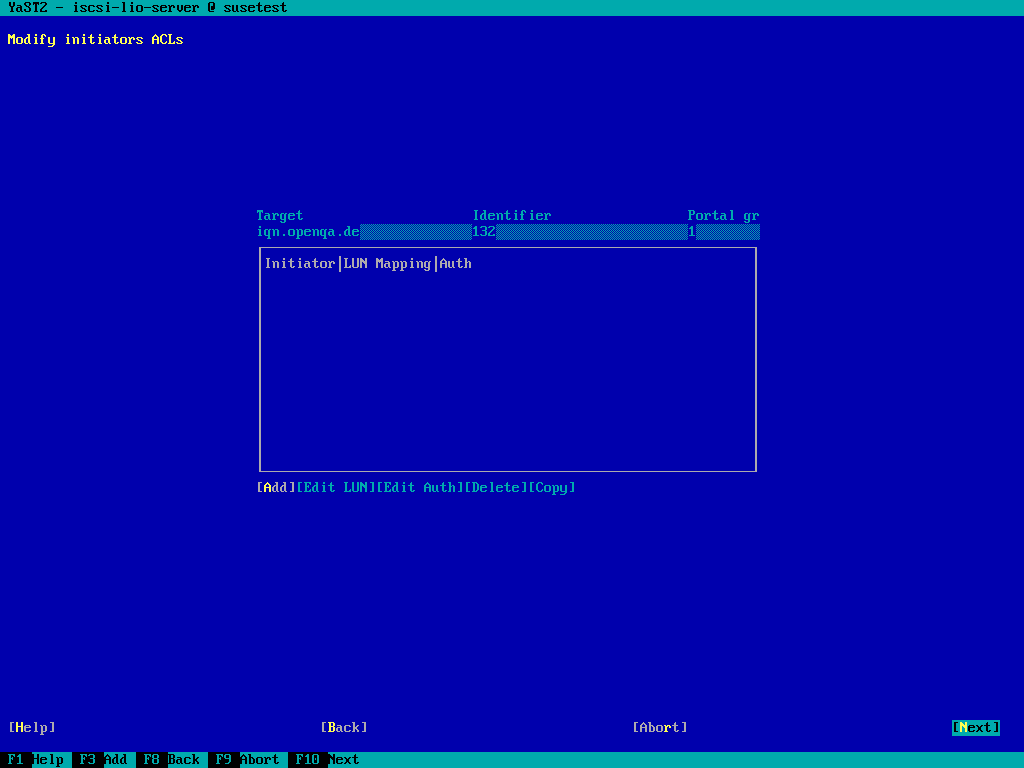 YaST2 - iscsi-lio-server @ susetest
Modify initiators ACLs
Target Identifier Portal gr
iqn.openqa.de 132 1
Initiator|LUN Mapping|Auth
[Add][Edit LUN][Edit Auth][Delete][Copy]
[Help] [Back] [Abort] [Next]
F1 Help F3 Add F8 Back F9 Abort F10 Next